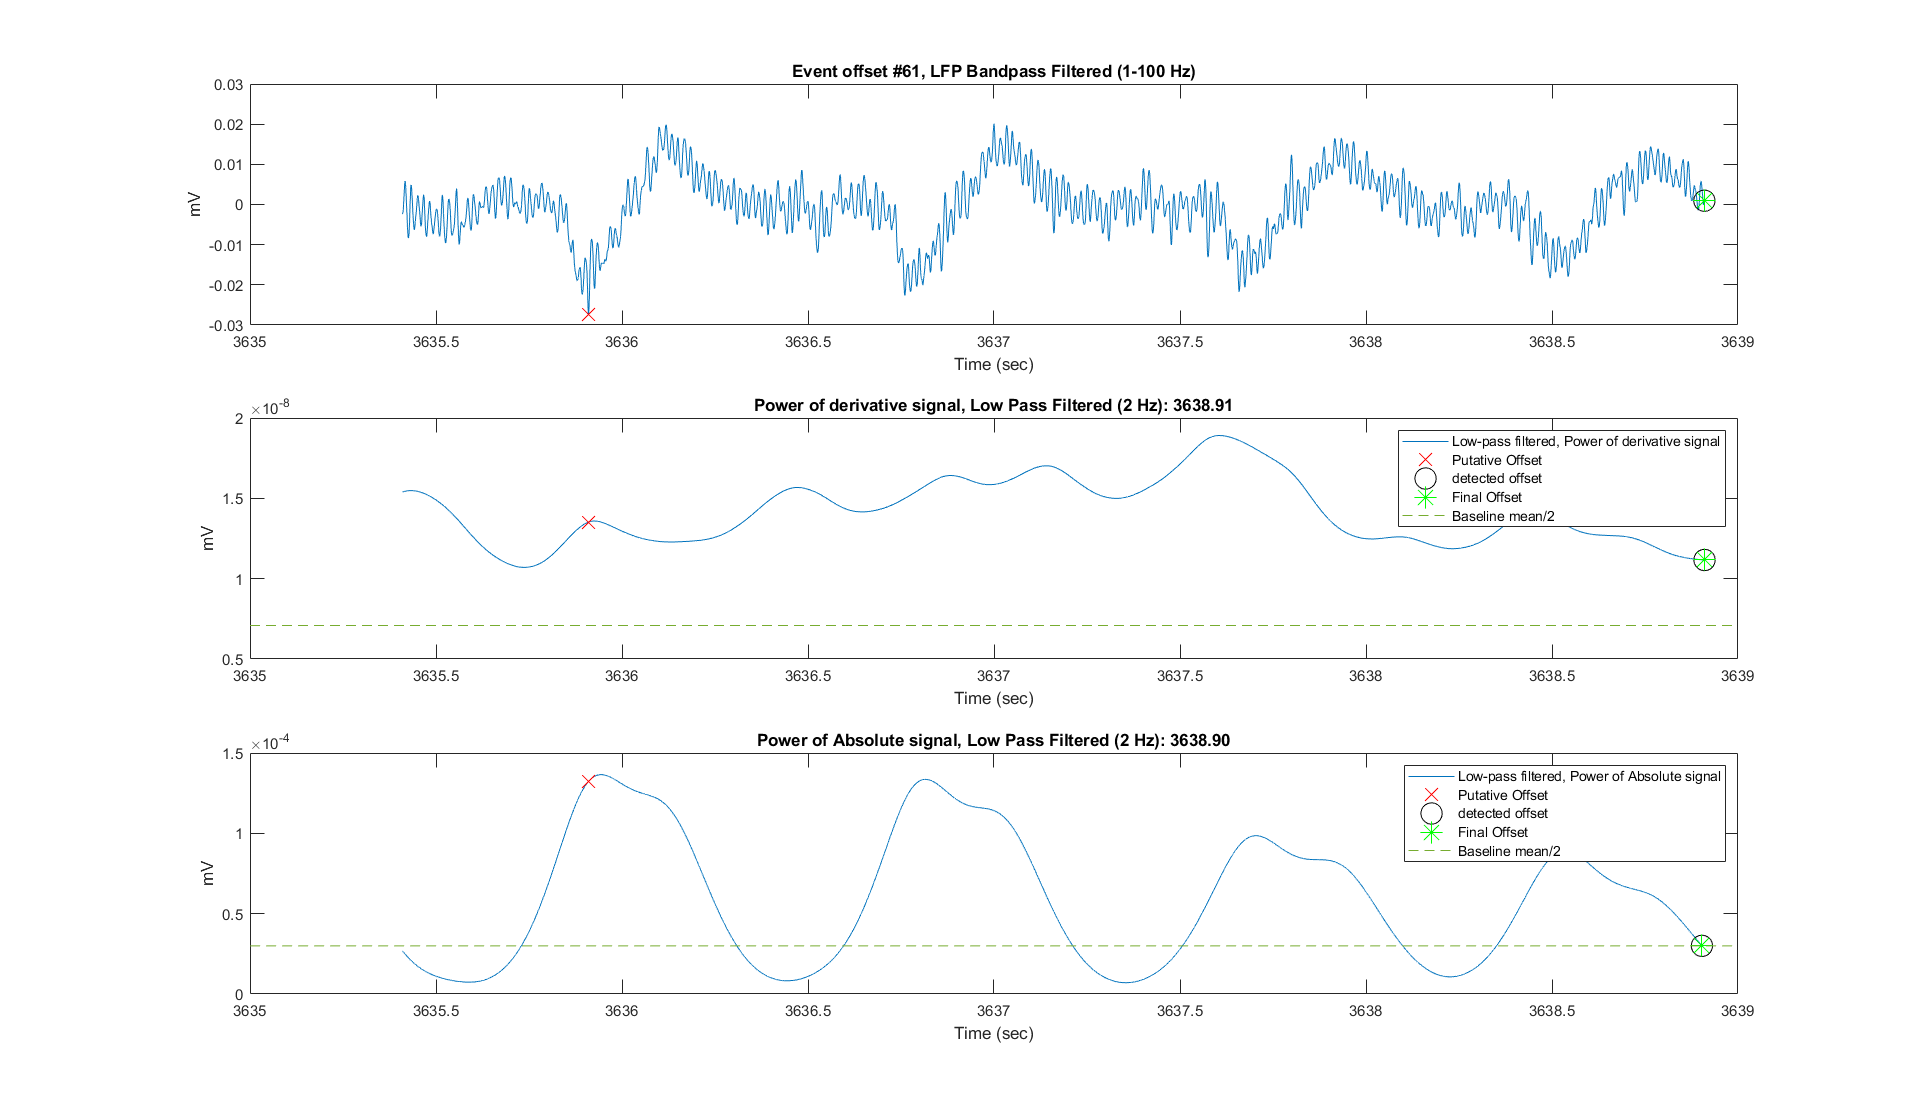 Event offset #61, LFP Bandpass Filtered (1-100 Hz)
0.03
0.02
0.01
0
-0.01
-0.02
-0.03
mV
3635 3635.5 3636 3636.5 3637 3637.5 3638 3638.5 3639
Time (sec)
Power of derivative signal, Low Pass Filtered (2 Hz): 3638.91
×10-8
2
1.5
1
0.5
mV
Low-pass filtered, Power of derivative signal
Putative Offset
detected offset
Final Offset
Baseline mean/2
3635 3635.5 3636 3636.5 3637 3637.5 3638 3638.5 3639
Time (sec)
Power of Absolute signal, Low Pass Filtered (2 Hz): 3638.90
×10-4
1.5
1
0.5
0
mV
Low-pass filtered, Power of Absolute signal
Putative Offset
detected offset
Final Offset
Baseline mean/2
3635 3635.5 3636 3636.5 3637 3637.5 3638 3638.5 3639
Time (sec)